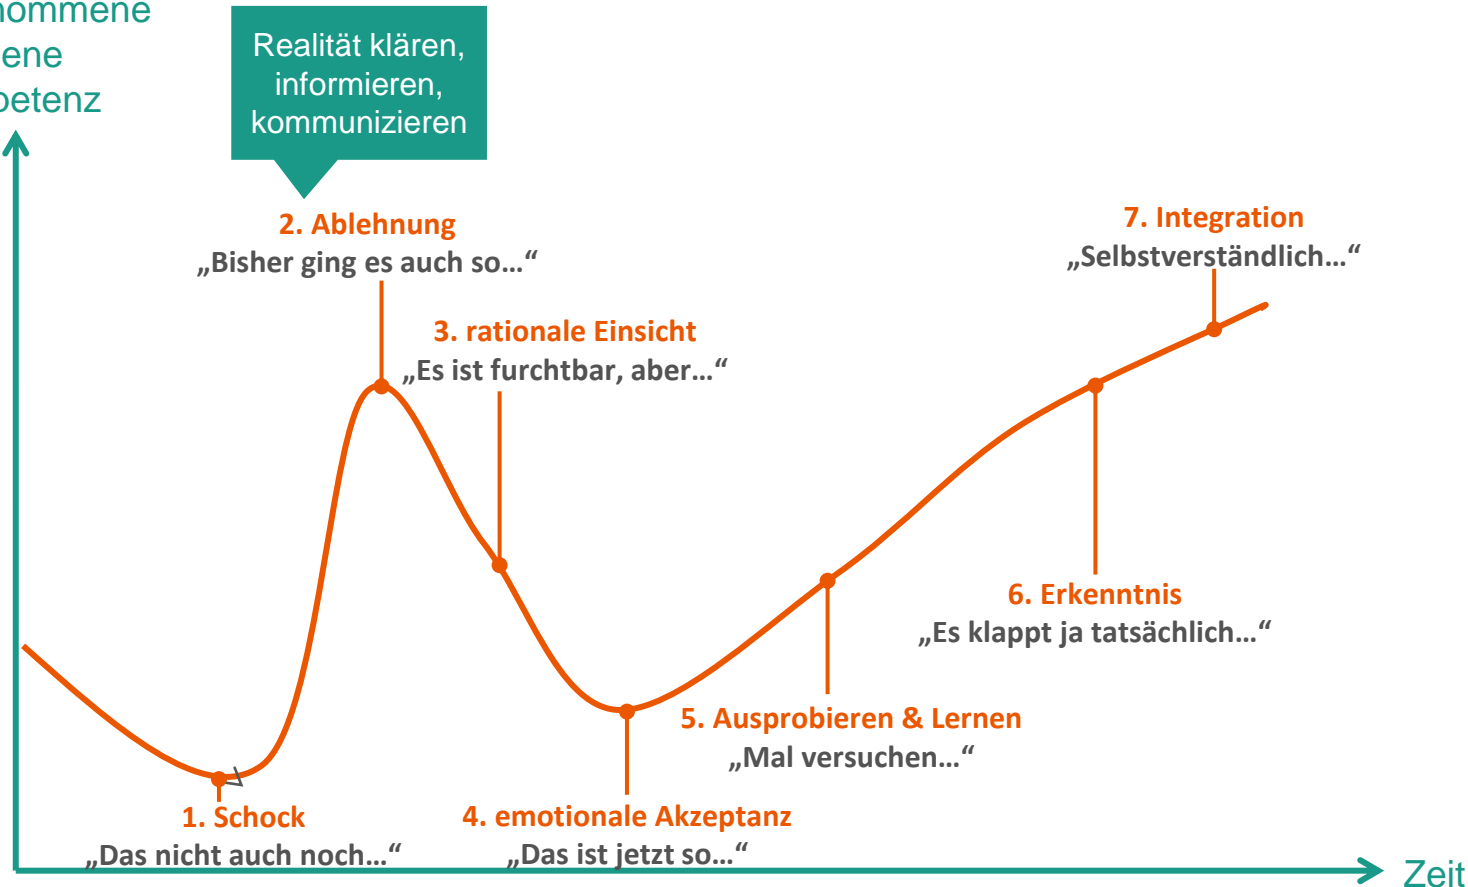 nommene
ene
petenz
Realität klären,
informieren,
kommunizieren
2. Ablehnung
„Bisher ging es auch so…“
7. Integration
„Selbstverständlich…“
3. rationale Einsicht
„Es ist furchtbar, aber…“
6. Erkenntnis
„Es klappt ja tatsächlich…“
5. Ausprobieren & Lernen
„Mal versuchen…“
1. Schock
„Das nicht auch noch…“
4. emotionale Akzeptanz
„Das ist jetzt so…“
Zeit